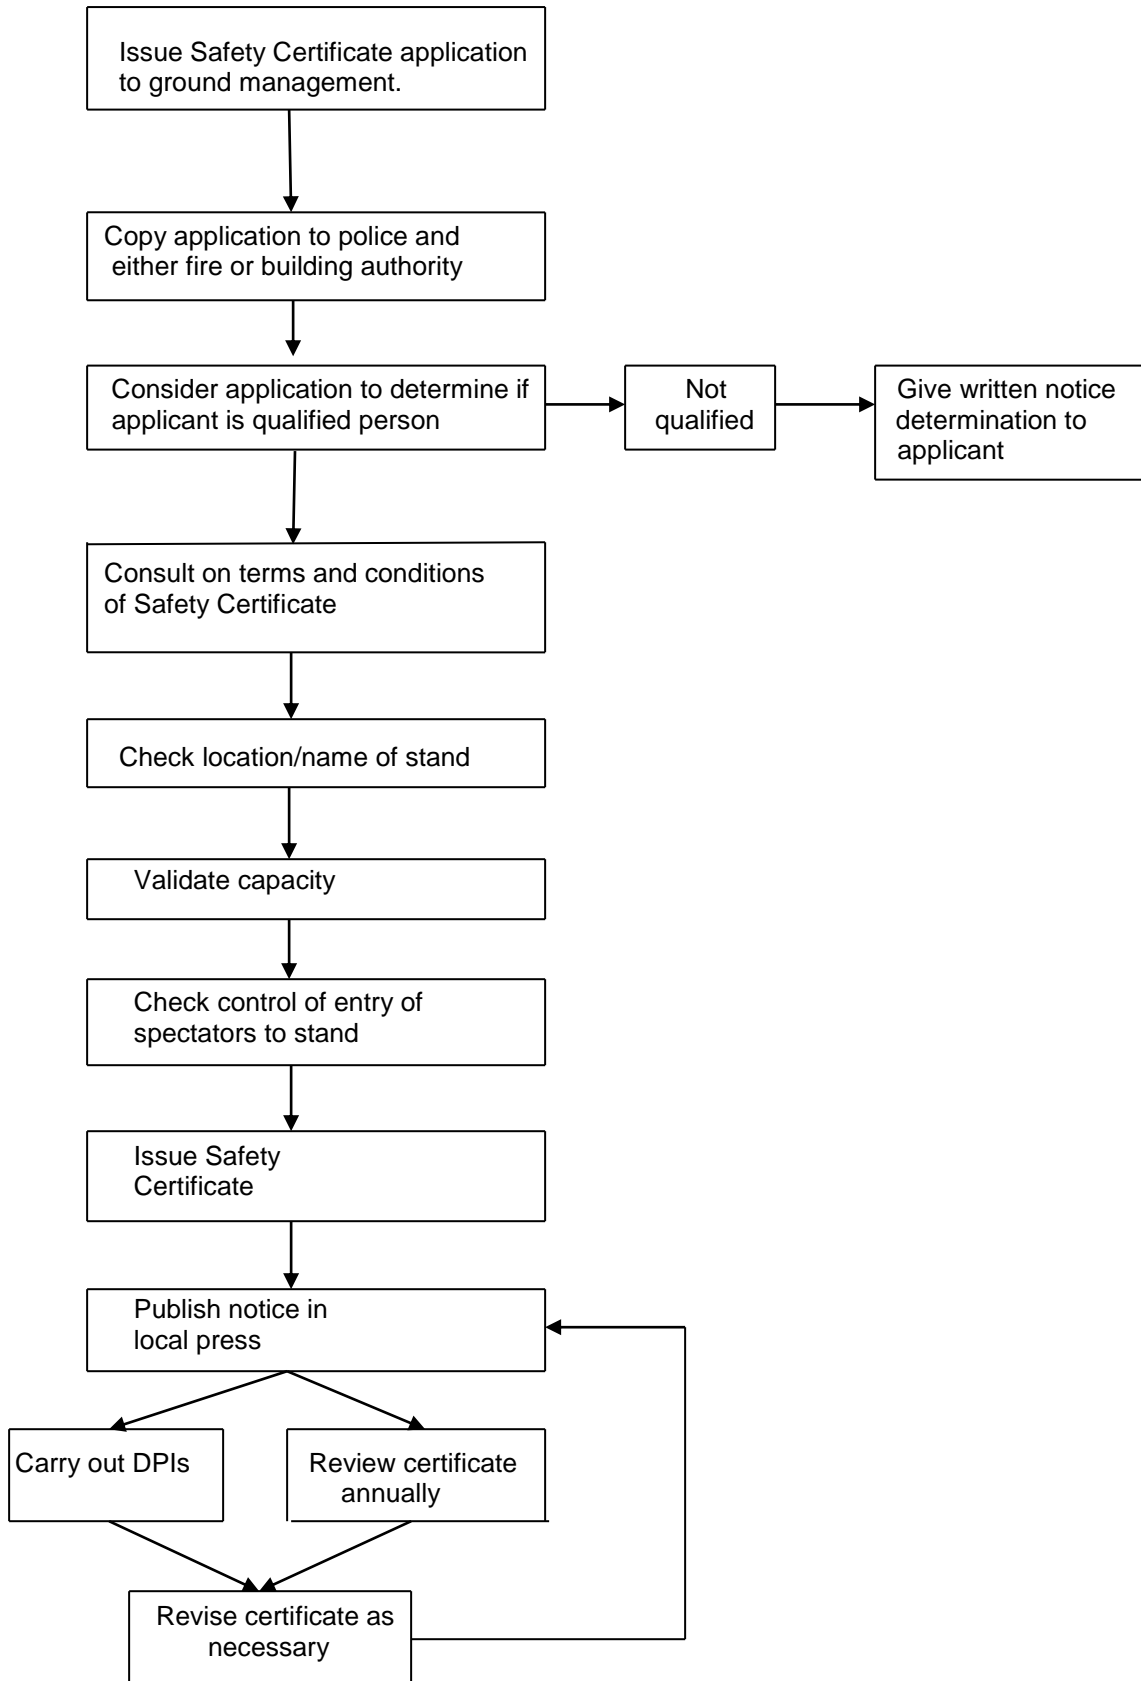 Issue Safety Certificate application
to ground management.
Copy application to police and
either fire or building authority
Consider application to determine if
applicant is qualified person
Not
qualified
Give written notice
determination to
applicant
Consult on terms and conditions
of Safety Certificate
Check location/name of stand
Validate capacity
Check control of entry of
spectators to stand
Issue Safety
Certificate
Publish notice in
local press
Carry out DPIs
Review certificate
annually
Revise certificate as
necessary